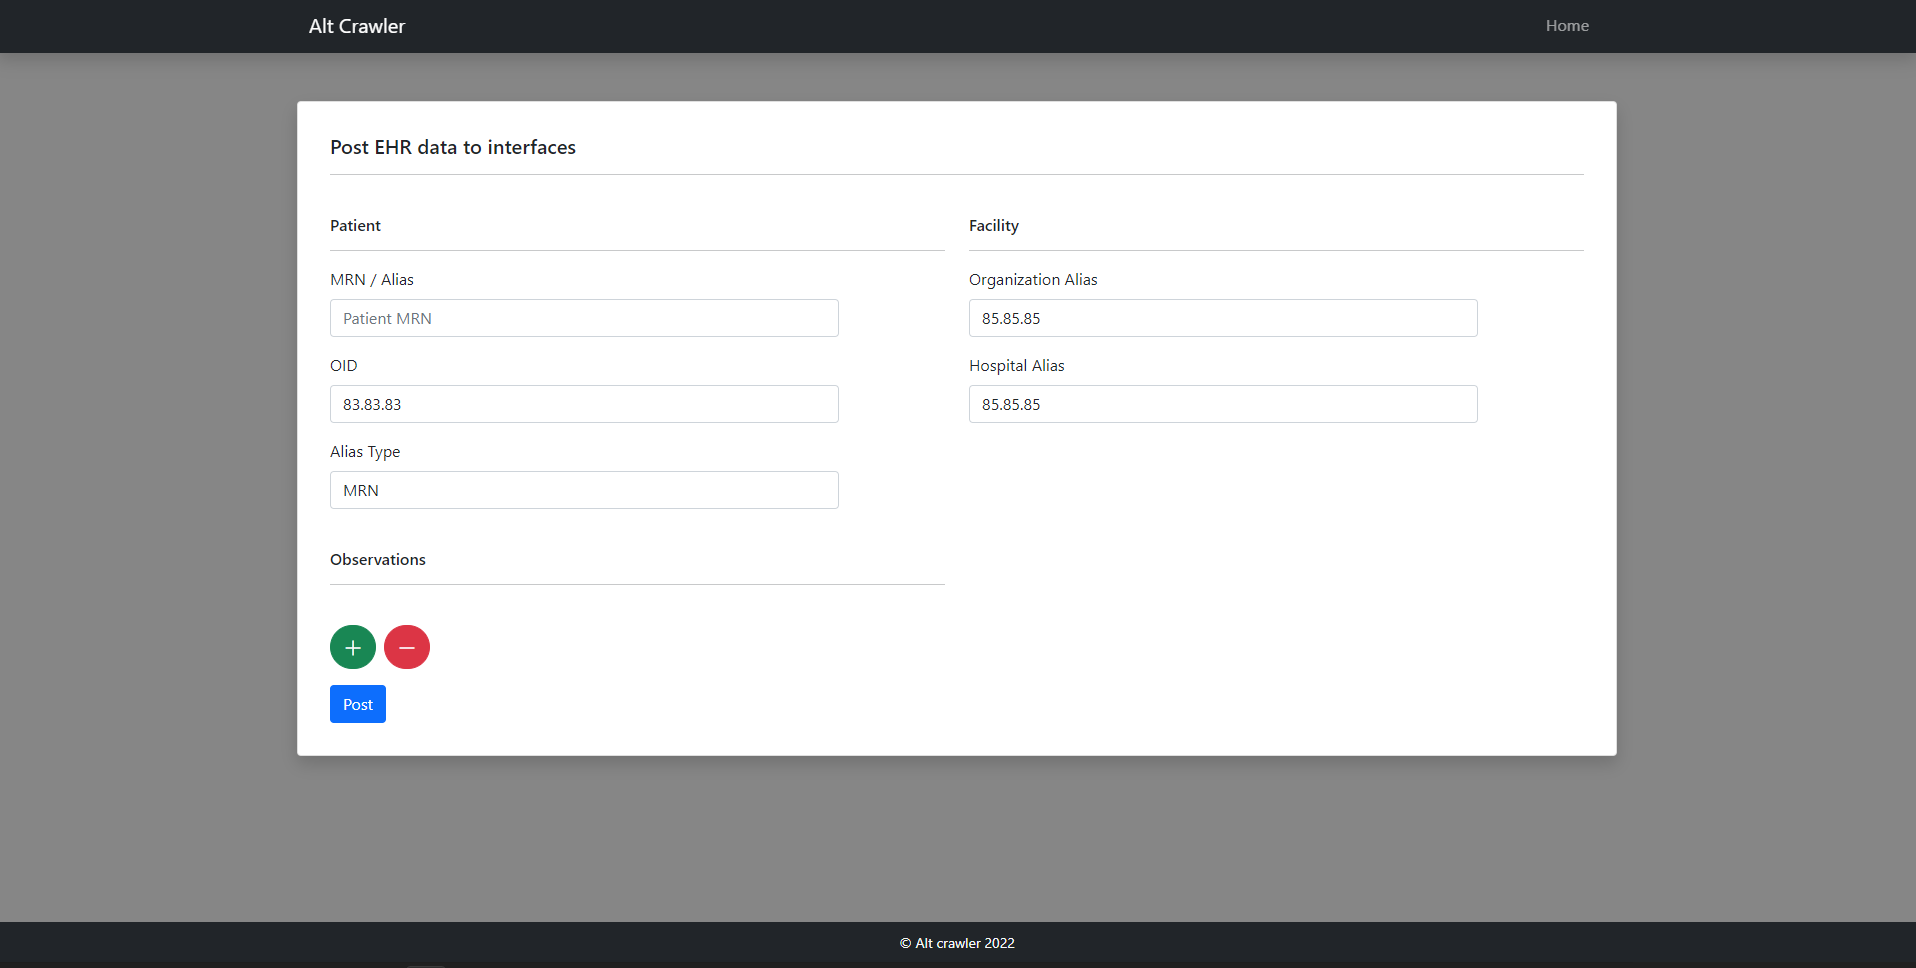 Alt Crawler
Home
Post EHR data to interfaces
Patient
MRN / Alias
Patient MRN
OID
83.83.83
Alias Type
MRN
Facility
Organization Alias
85.85.85
Hospital Alias
85.85.85
Observations
Post
© Alt crawler 2022